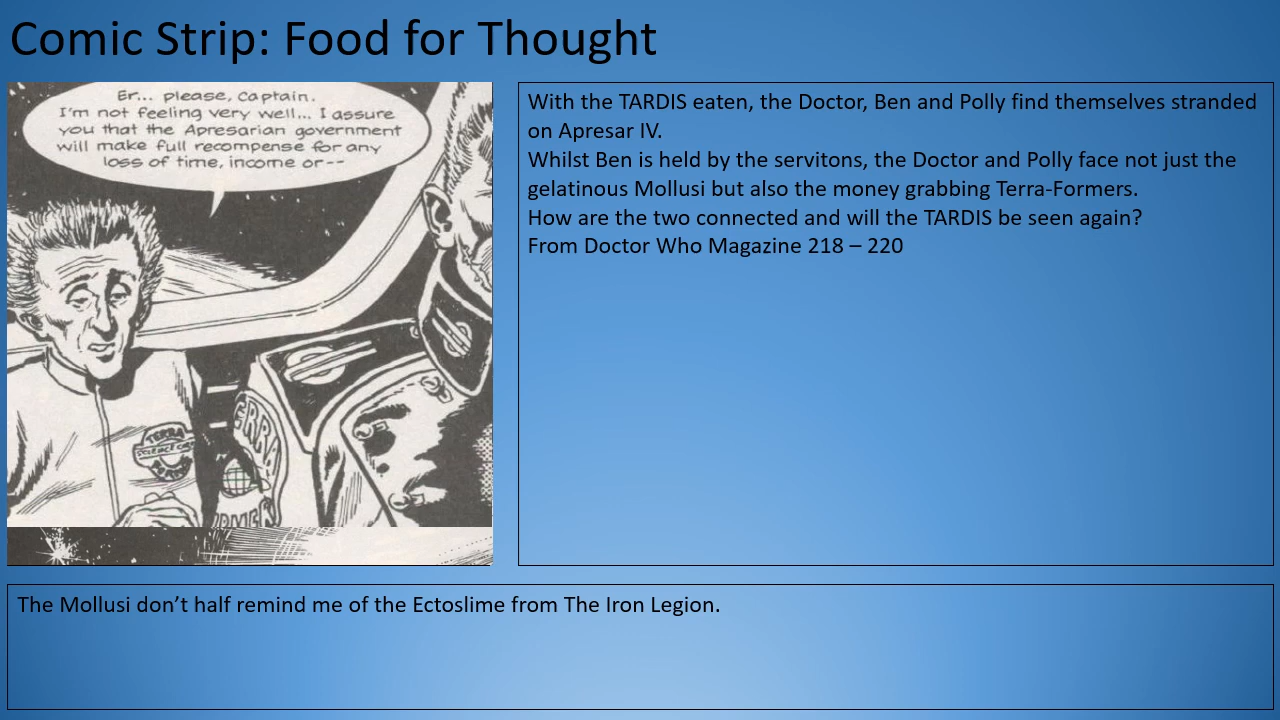 Comic Strip: Food for Thought
Er... please, captain.
I'm not feeling very well... I assure
you that the Apresarian government
will make full recompense for any
loss of time, income or--
TERRA
With the TARDIS eaten, the Doctor, Ben and Polly find themselves stranded
on Apresar IV.
Whilst Ben is held by the servitons, the Doctor and Polly face not just the
gelatinous Mollusi but also the money grabbing Terra-Formers.
How are the two connected and will the TARDIS be seen again?
From Doctor Who Magazine 218 – 220
The Mollusi don’t half remind me of the Ectoslime from The Iron Legion.